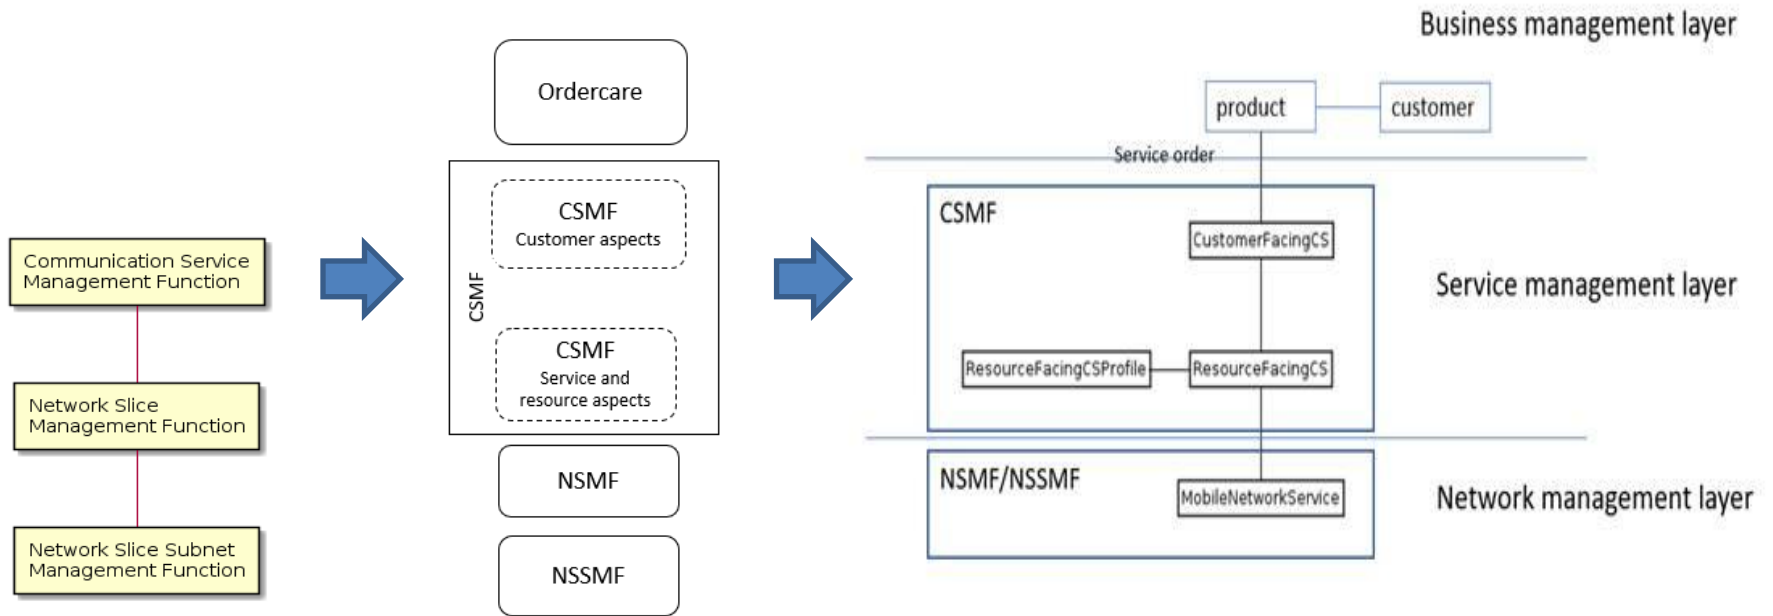 Communication Service
Management Function
Network Slice
Management Function
Network Slice Subnet
Management Function
Ordercare
CSMF
CSMF
Customer aspects
CSMF
Service and
resource aspects
NSMF
NSSMF
Business management layer
product
customer
Service order
CSMF
CustomerFacingCS
Service management layer
ResourceFacingCSProfile
ResourceFacingCS
NSMF/NSSMF
MobileNetworkService
Network management layer